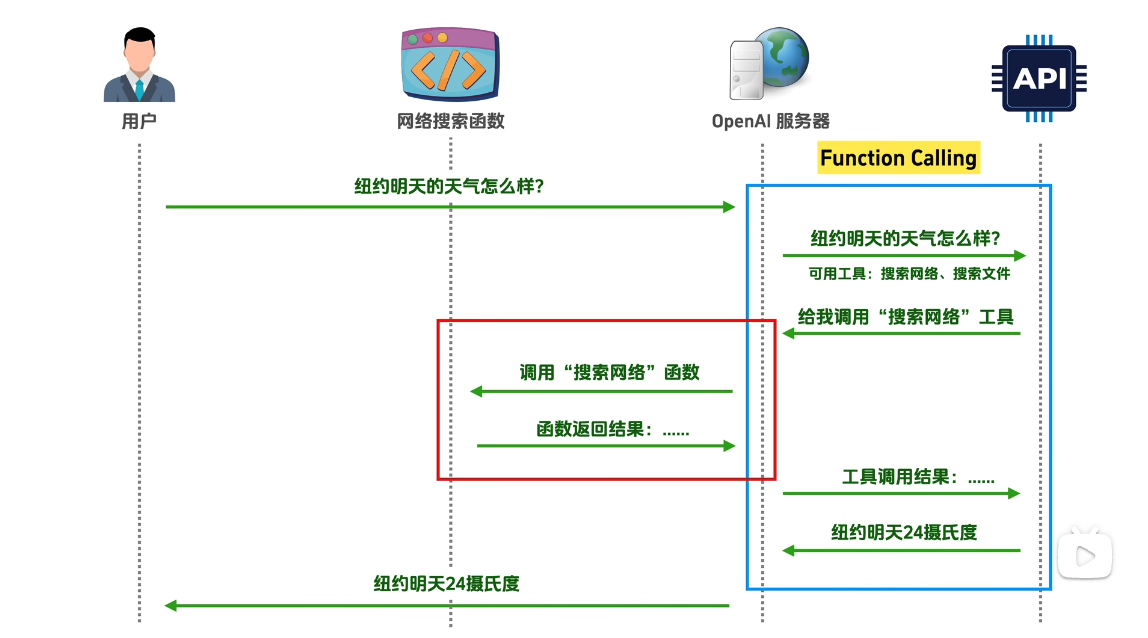 用户
网络搜索函数
OpenAI 服务器
API
Function Calling
纽约明天的天气怎么样?
纽约明天的天气怎么样?
可用工具：搜索网络、搜索文件
给我调用“搜索网络”工具
调用“搜索网络”函数
函数返回结果：......
工具调用结果：......
纽约明天24摄氏度
纽约明天24摄氏度